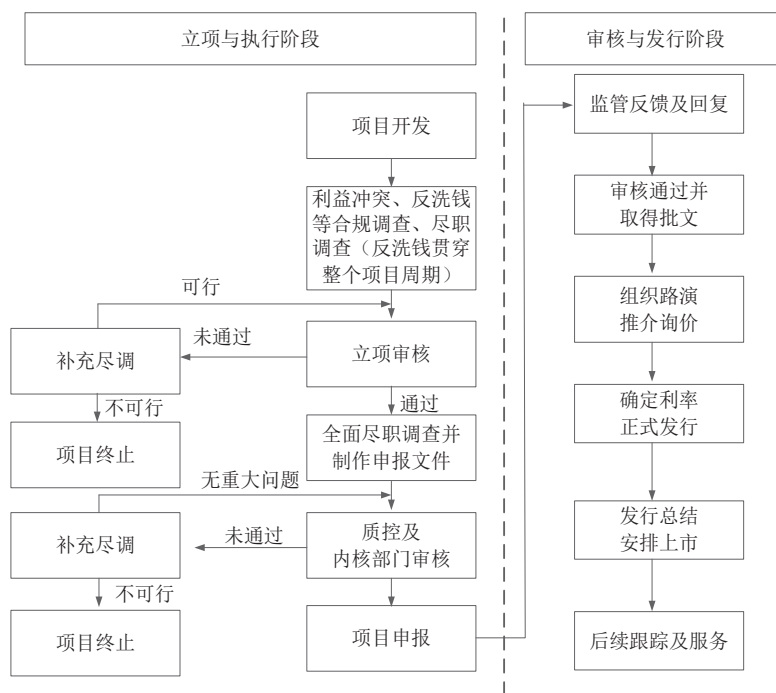 立项与执行阶段
审核与发行阶段
项目开发
利益冲突、反洗钱
等合规调查、尽职
调查（反洗钱贯穿
整个项目周期）
可行
未通过
补充尽调
立项审核
不可行
通过
项目终止
全面尽职调查并
制作申报文件
无重大问题
未通过
补充尽调
质控及
内核部门审核
不可行
项目终止
项目申报
监管反馈及回复
审核通过并
取得批文
组织路演
推介询价
确定利率
正式发行
发行总结
安排上市
后续跟踪及服务